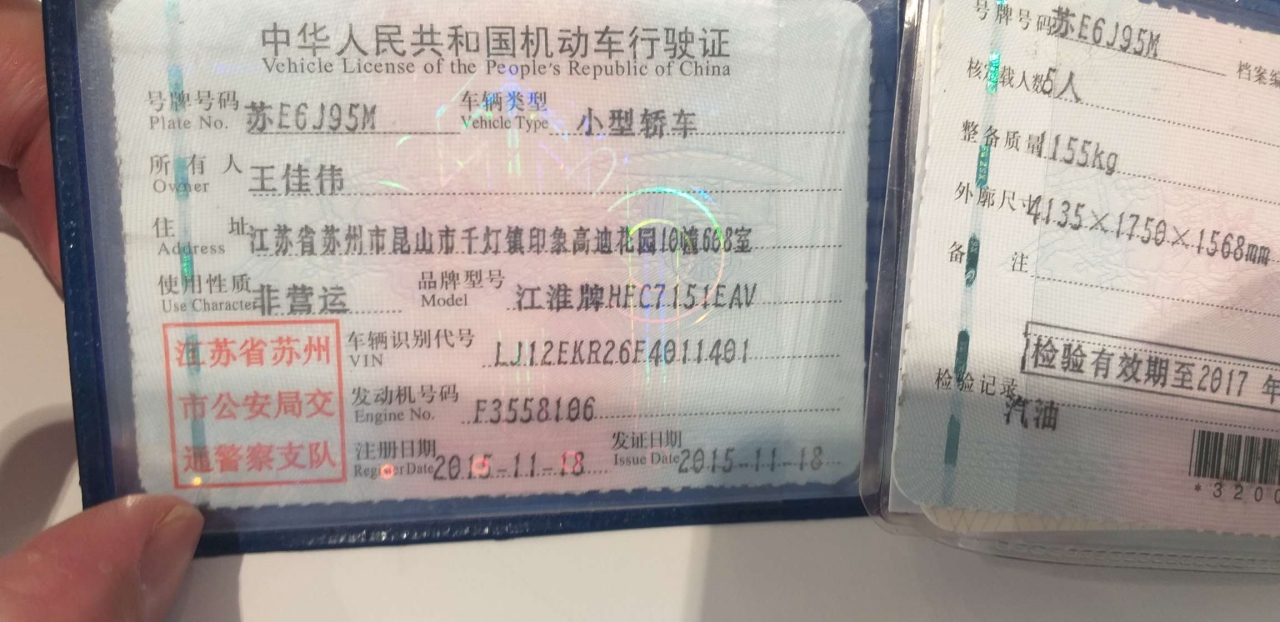 中华人民共和国机动车行驶证
Vehicle License of the People's Republic of China
号牌号码 苏E6J95M 车辆类型 小型轿车
Plate No. Vehicle Type
所有人 王佳伟
Owner
住址 江苏省苏州市昆山市千灯镇印象高迪花园10幢668室
Address
使用性质 非营运 品牌型号 江淮牌HFC7151EAV
Use Character Model
江苏省苏州
市公安局交
通警察支队
车辆识别代号 LJ12EKR26F4011401
VIN
发动机号码 F3558106
Engine No.
注册日期 2015-11-18 发证日期 2015-11-18
Register Date Issue Date
号牌号码 苏E6J95M 档案编
核定载人数 5人
整备质量 1155kg
外廓尺寸 4135×1750×1568mm
备注
检验有效期至2017 年
检验记录
汽油
*320